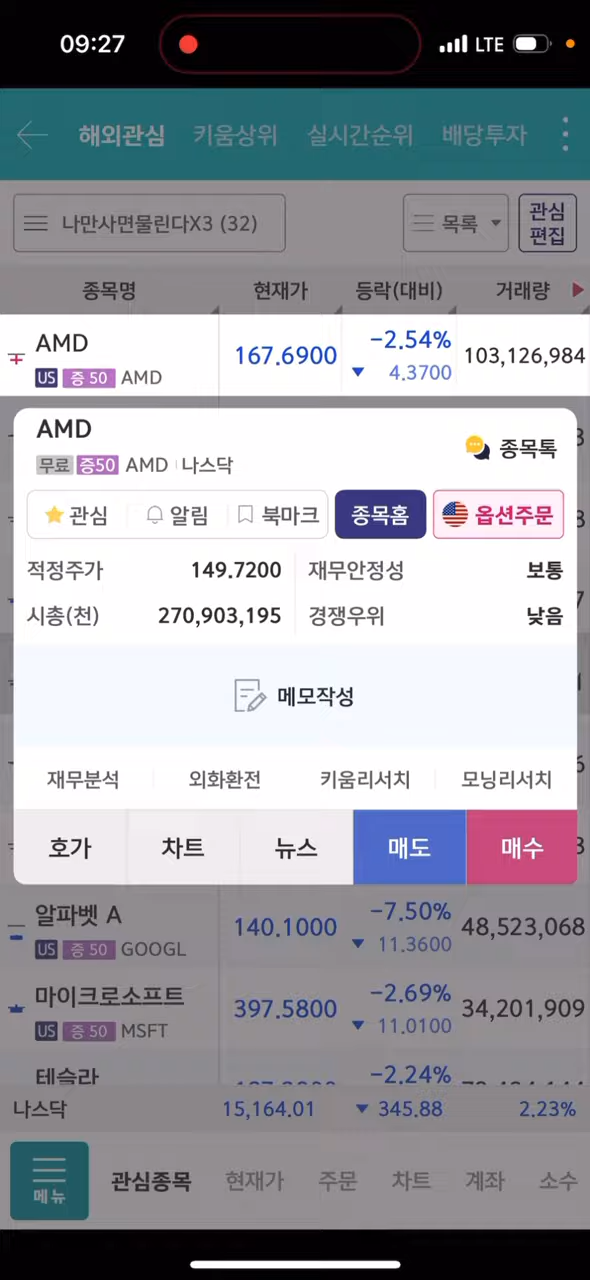 09:27 LTE
해외관심 키움상위 실시간순위 배당투자
나만사면물린다X3 (32) 목록 관심편집
종목명 현재가 등락(대비) 거래량
AMD 167.6900 −2.54% 103,126,984
US 증50 AMD 4.3700
AMD
무료 증50 AMD 나스닥 종목톡
관심 알림 북마크 종목홈 옵션주문
적정주가 149.7200 재무안정성 보통
시총(천) 270,903,195 경쟁우위 낮음
메모작성
재무분석 외화환전 키움리서치 모닝리서치
호가 차트 뉴스 매도 매수
알파벳 A 140.1000 −7.50% 48,523,068
US 증50 GOOGL 11.3600
마이크로소프트 397.5800 −2.69% 34,201,909
US 증50 MSFT 11.0100
테슬라 −2.24%
나스닥 15,164.01 345.88 2.23%
메뉴 관심종목 현재가 주문 차트 계좌 소수